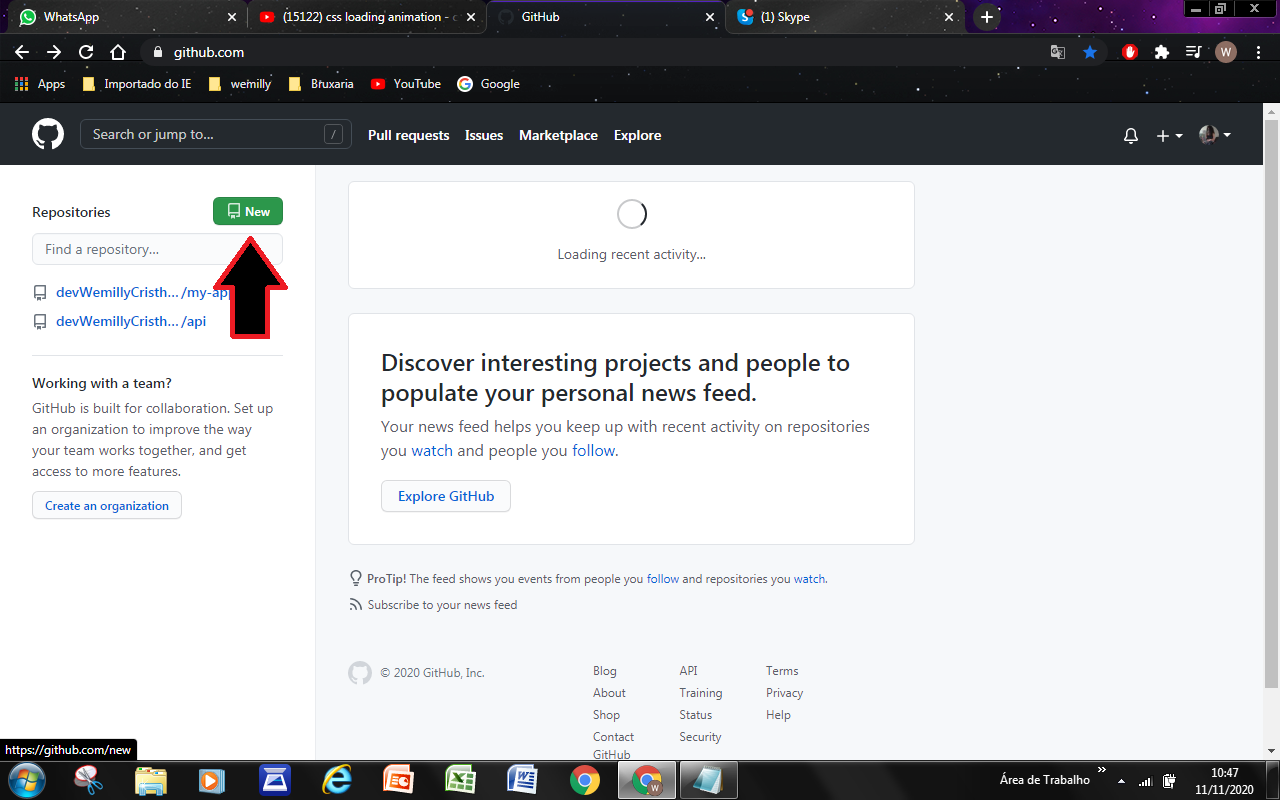 WhatsApp
(15122) css loading animation - c
GitHub
(1) Skype
github.com
W
Apps
Importado do IE
wemilly
Bruxaria
YouTube
Google
Search or jump to...
/
Pull requests
Issues
Marketplace
Explore
Repositories
New
Find a repository...
devWemillyCristh... /my-ap
devWemillyCristh... /api
Working with a team?
GitHub is built for collaboration. Set up
an organization to improve the way
your team works together, and get
access to more features.
Create an organization
Loading recent activity...
Discover interesting projects and people to
populate your personal news feed.
Your news feed helps you keep up with recent activity on repositories
you watch and people you follow.
Explore GitHub
ProTip! The feed shows you events from people you follow and repositories you watch.
Subscribe to your news feed
© 2020 GitHub, Inc.
Blog
About
Shop
Contact
GitHub
API
Training
Status
Security
Terms
Privacy
Help
https://github.com/new
Área de Trabalho
10:47
11/11/2020